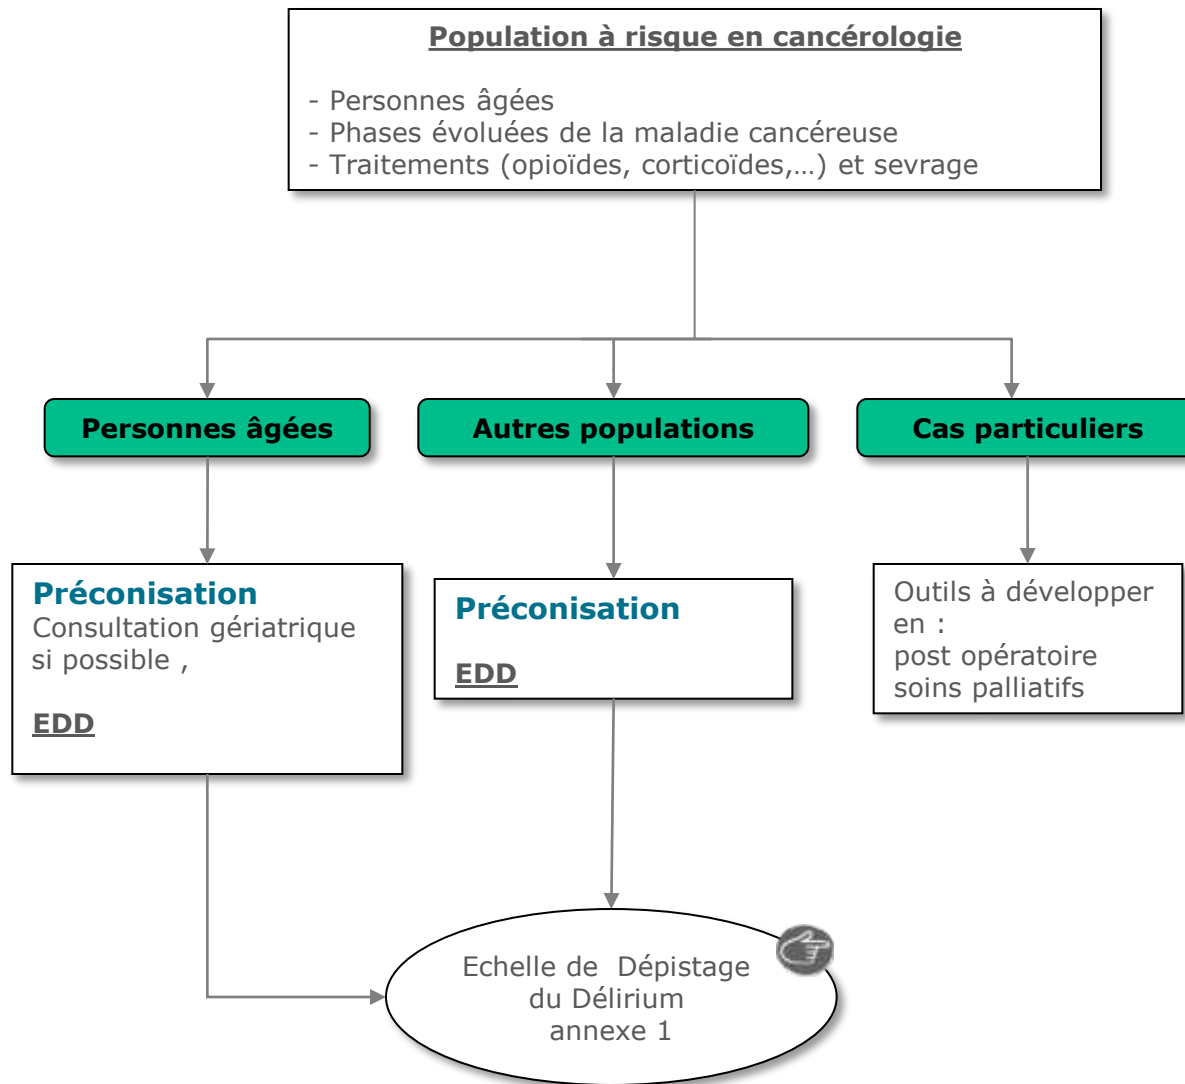 Population à risque en cancérologie
- Personnes âgées
- Phases évoluées de la maladie cancéreuse
- Traitements (opioïdes, corticoïdes,...) et sevrage
Personnes âgées
Autres populations
Cas particuliers
Préconisation
Consultation gériatrique
si possible ,
EDD
Préconisation
EDD
Outils à développer
en :
post opératoire
soins palliatifs
Echelle de Dépistage
du Délirium
annexe 1